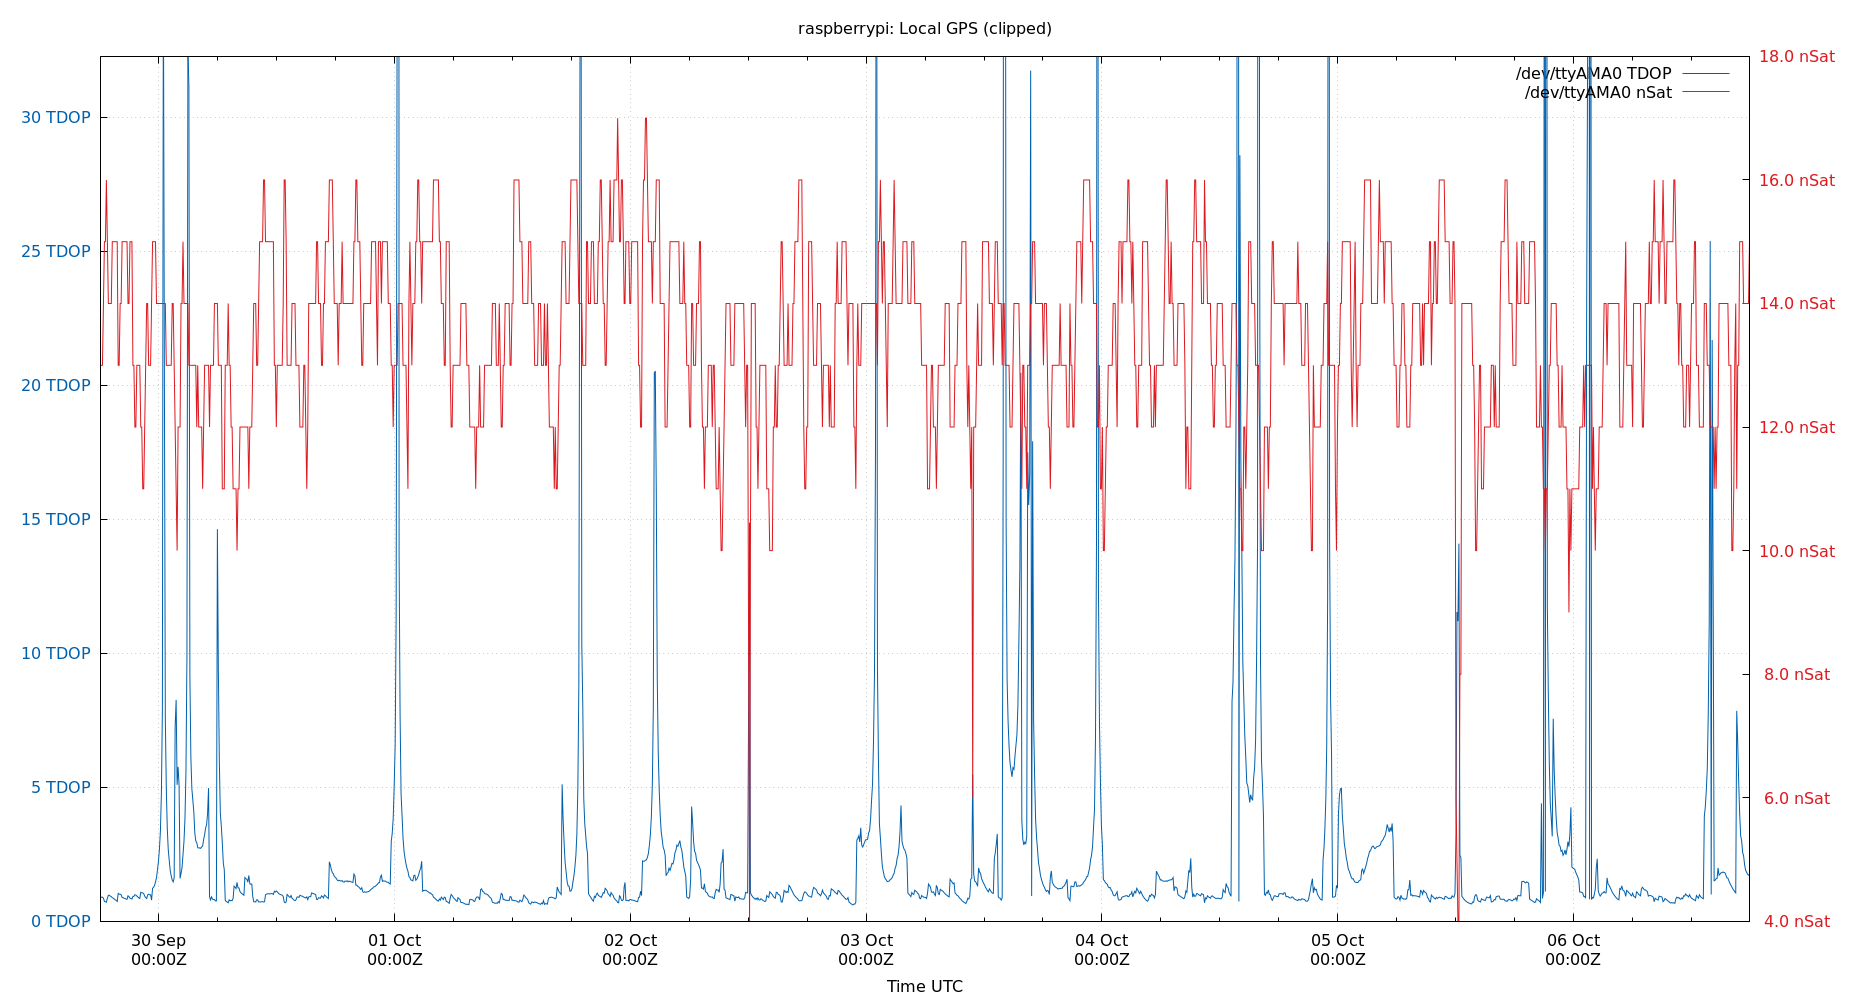 raspberrypi: Local GPS (clipped)
18.0 nSat
/dev/ttyAMA0 TDOP
/dev/ttyAMA0 nSat
30 TDOP
16.0 nSat
25 TDOP
14.0 nSat
20 TDOP
12.0 nSat
15 TDOP
10.0 nSat
10 TDOP
8.0 nSat
5 TDOP
6.0 nSat
0 TDOP
4.0 nSat
30 Sep 01 Oct 02 Oct 03 Oct 04 Oct 05 Oct 06 Oct
00:00Z 00:00Z 00:00Z 00:00Z 00:00Z 00:00Z 00:00Z
Time UTC